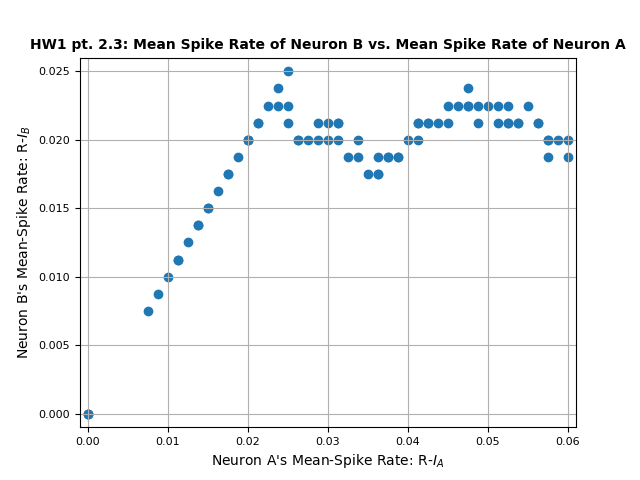 HW1 pt. 2.3: Mean Spike Rate of Neuron B vs. Mean Spike Rate of Neuron A
0.025
0.020
0.015
0.010
0.005
0.000
Neuron B's Mean-Spike Rate: R-I_B
0.00 0.01 0.02 0.03 0.04 0.05 0.06
Neuron A's Mean-Spike Rate: R-I_A